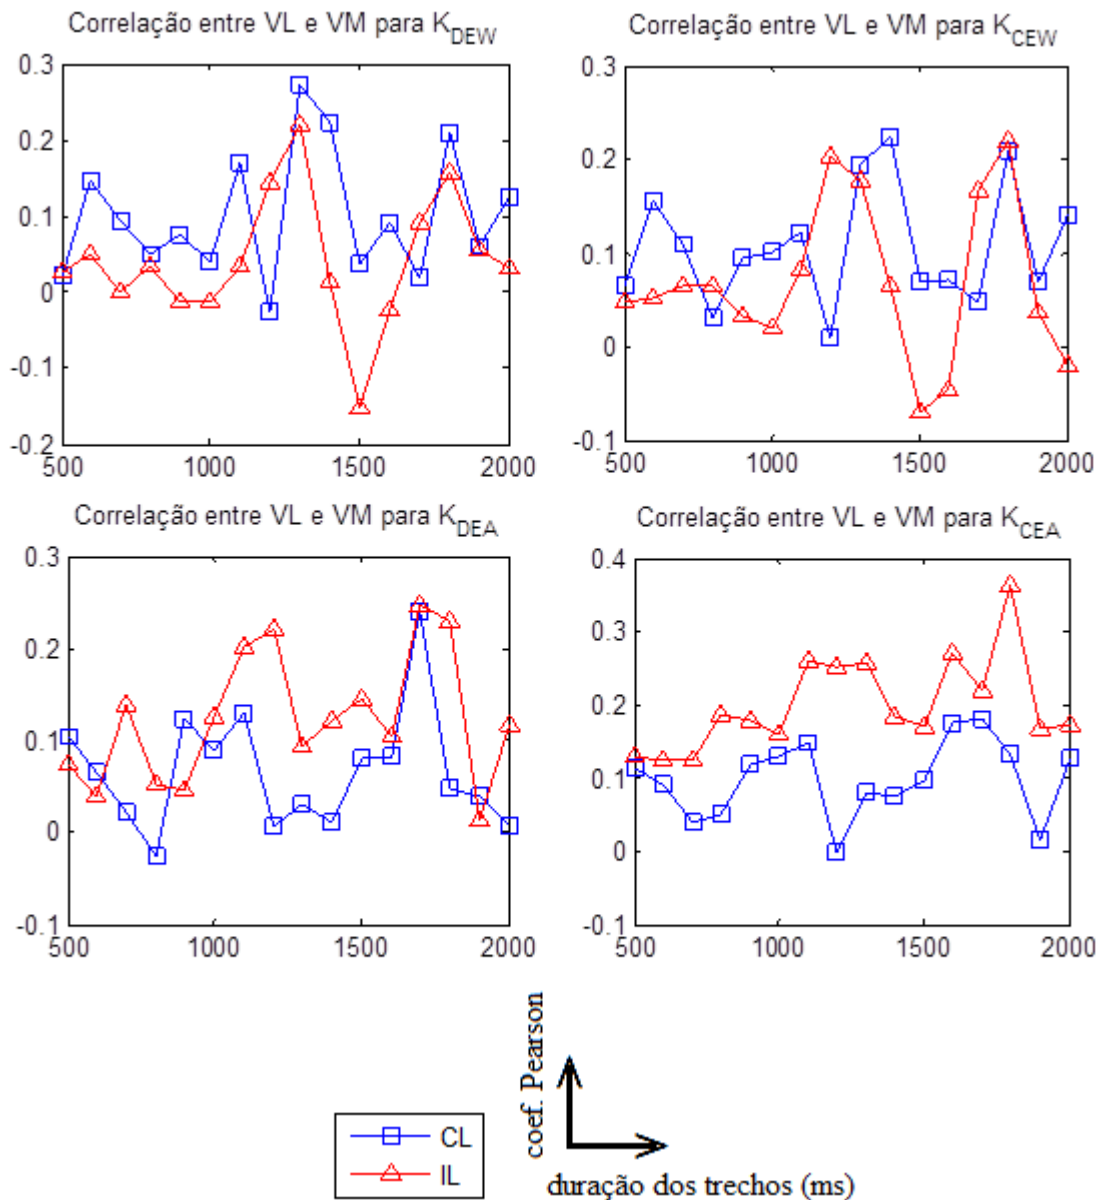 Correlação entre VL e VM para K_DEW
Correlação entre VL e VM para K_CEW
0.3
0.2
0.1
0
-0.1
-0.2
500 1000 1500 2000
0.3
0.2
0.1
0
-0.1
500 1000 1500 2000
Correlação entre VL e VM para K_DEA
Correlação entre VL e VM para K_CEA
0.3
0.2
0.1
0
-0.1
500 1000 1500 2000
0.4
0.3
0.2
0.1
0
-0.1
500 1000 1500 2000
coef. Pearson
CL
IL
duração dos trechos (ms)